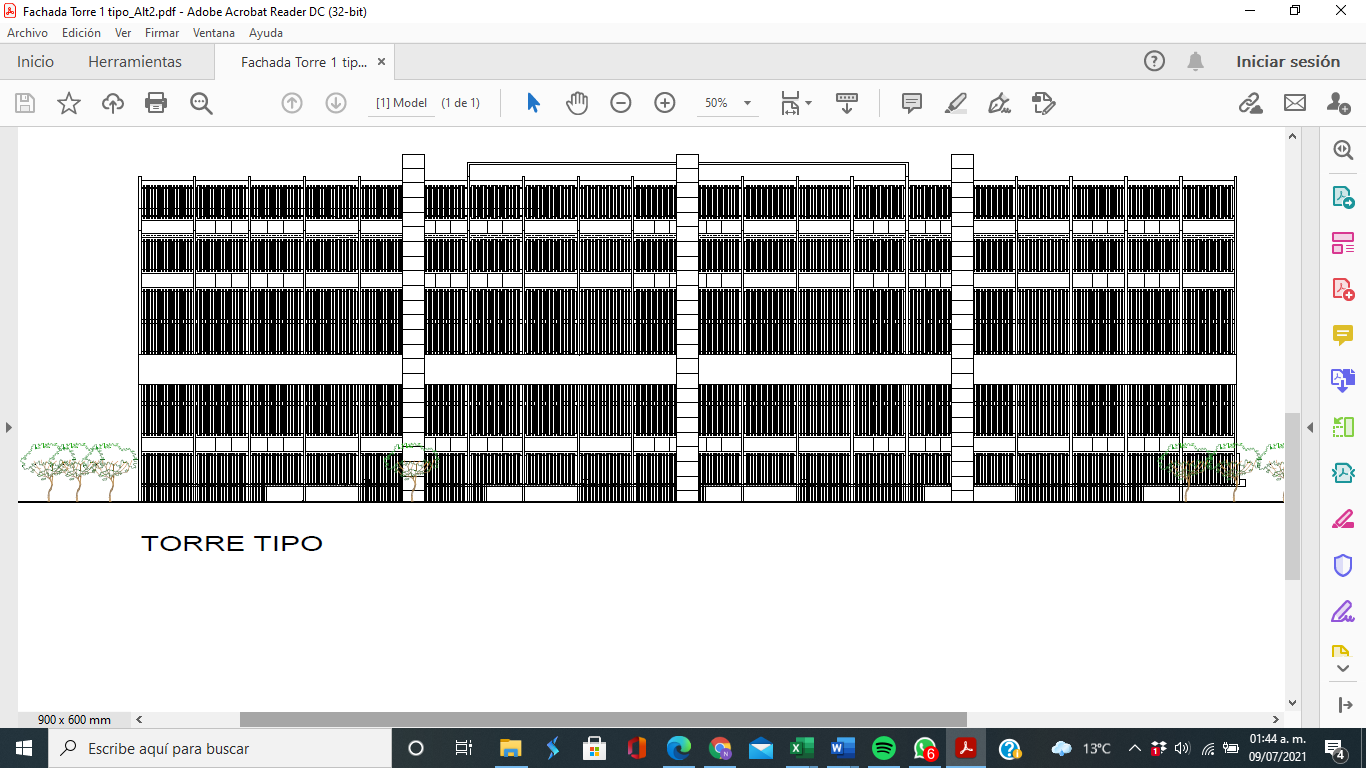 Fachada Torre 1 tipo_Alt2.pdf - Adobe Acrobat Reader DC (32-bit)
Archivo Edición Ver Firmar Ventana Ayuda
Inicio Herramientas Fachada Torre 1 tip... × Iniciar sesión
[1] Model (1 de 1) 50%
TORRE TIPO
900 x 600 mm
Escribe aquí para buscar 6 13°C 01:44 a. m.
09/07/2021 4